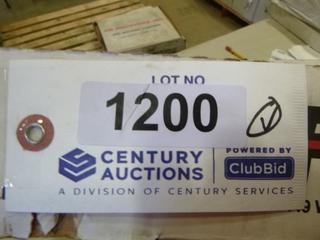 LOT NO
1200
V
CENTURY
AUCTIONS
POWERED BY
ClubBid
A DIVISION OF CENTURY SERVICES